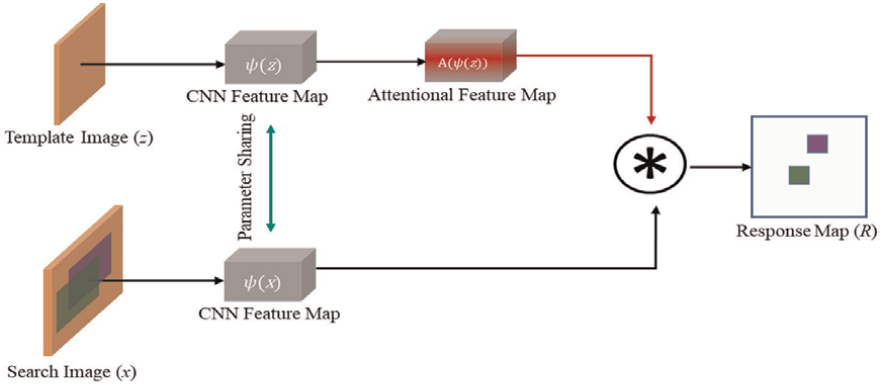 ψ(z)
A(ψ(z))
CNN Feature Map
Attentional Feature Map
Template Image (z)
Parameter Sharing
*
Response Map (R)
ψ(x)
CNN Feature Map
Search Image (x)